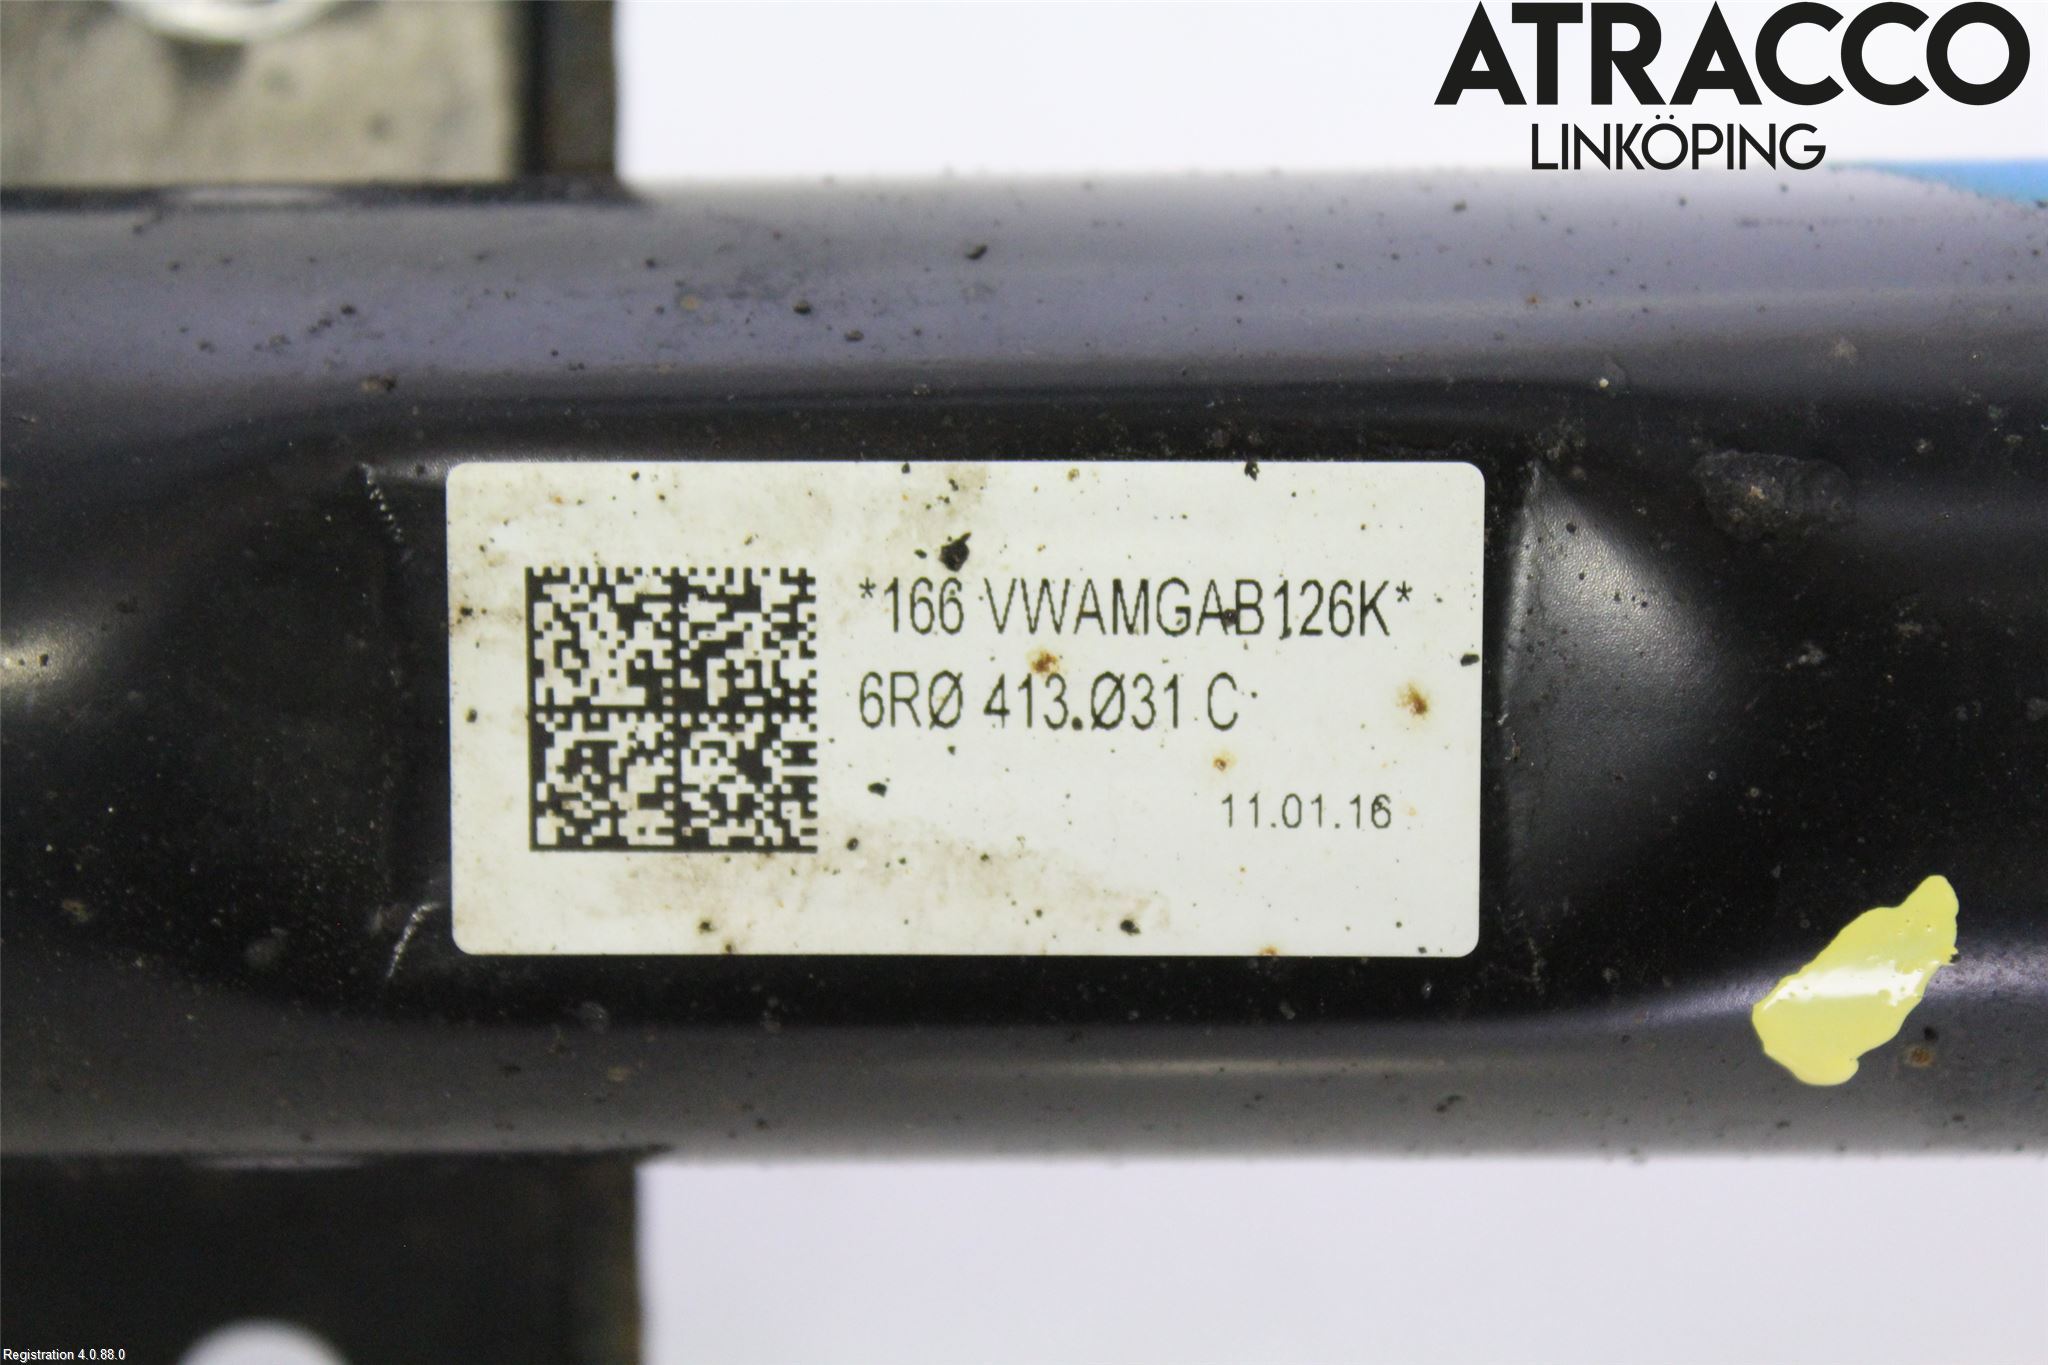 ATRACCO
LINKÖPING
*166 VWAMGAB126K*
6RØ 413.Ø31 C
11.01.16
Registration 4.0.88.0